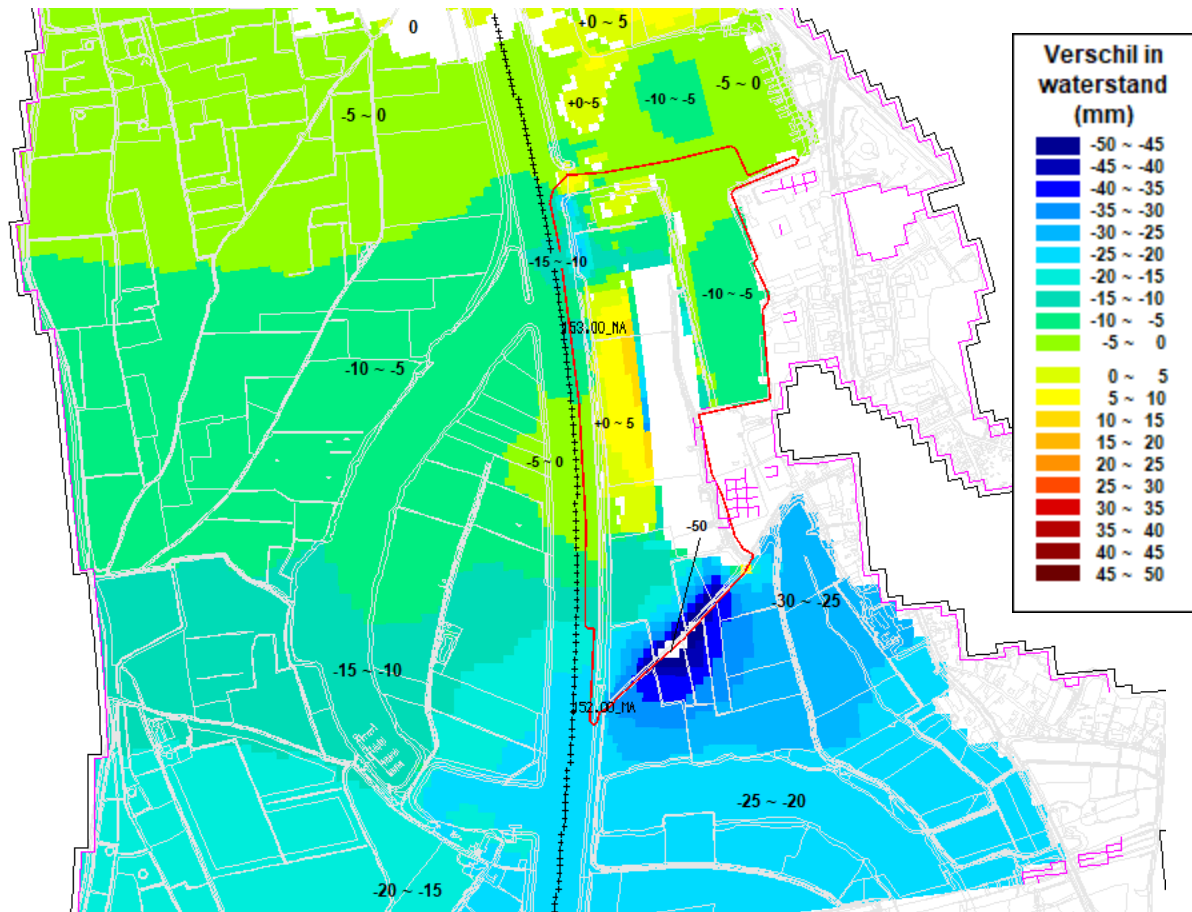 0
+0 ~ 5
-5 ~ 0
-5 ~ 0
-10 ~ -5
+0~5
-15 ~ -10
-10 ~ -5
153.00_MA
-10 ~ -5
+0 ~ 5
-5 ~ 0
-50
-30 ~ -25
-15 ~ -10
152.00_MA
-25 ~ -20
-20 ~ -15
Verschil in
waterstand
(mm)
-50 ~ -45
-45 ~ -40
-40 ~ -35
-35 ~ -30
-30 ~ -25
-25 ~ -20
-20 ~ -15
-15 ~ -10
-10 ~ -5
-5 ~ 0
0 ~ 5
5 ~ 10
10 ~ 15
15 ~ 20
20 ~ 25
25 ~ 30
30 ~ 35
35 ~ 40
40 ~ 45
45 ~ 50